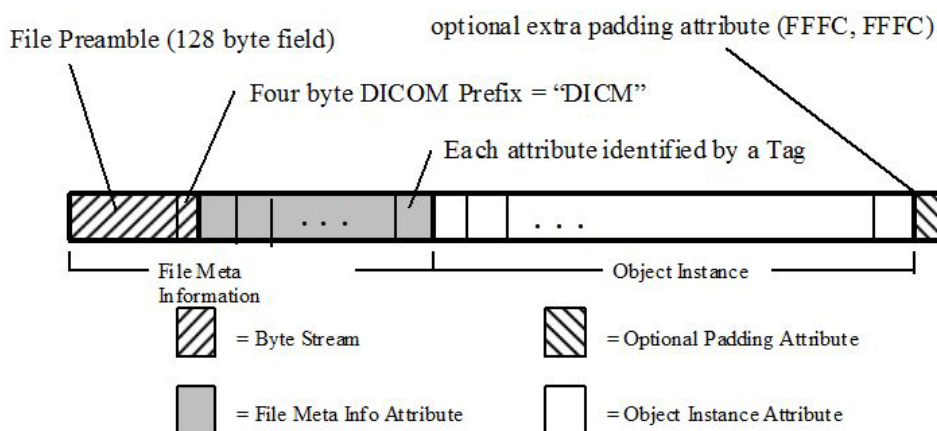 optional extra padding attribute (FFFC, FFFC)
File Preamble (128 byte field)
Four byte DICOM Prefix = “DICM”
Each attribute identified by a Tag
. . .
. . .
File Meta
Information
Object Instance
= Byte Stream
= Optional Padding Attribute
= File Meta Info Attribute
= Object Instance Attribute